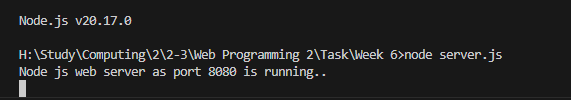 Node.js v20.17.0
H:\Study\Computing\2\2-3\Web Programming 2\Task\Week 6>node server.js
Node js web server as port 8080 is running..